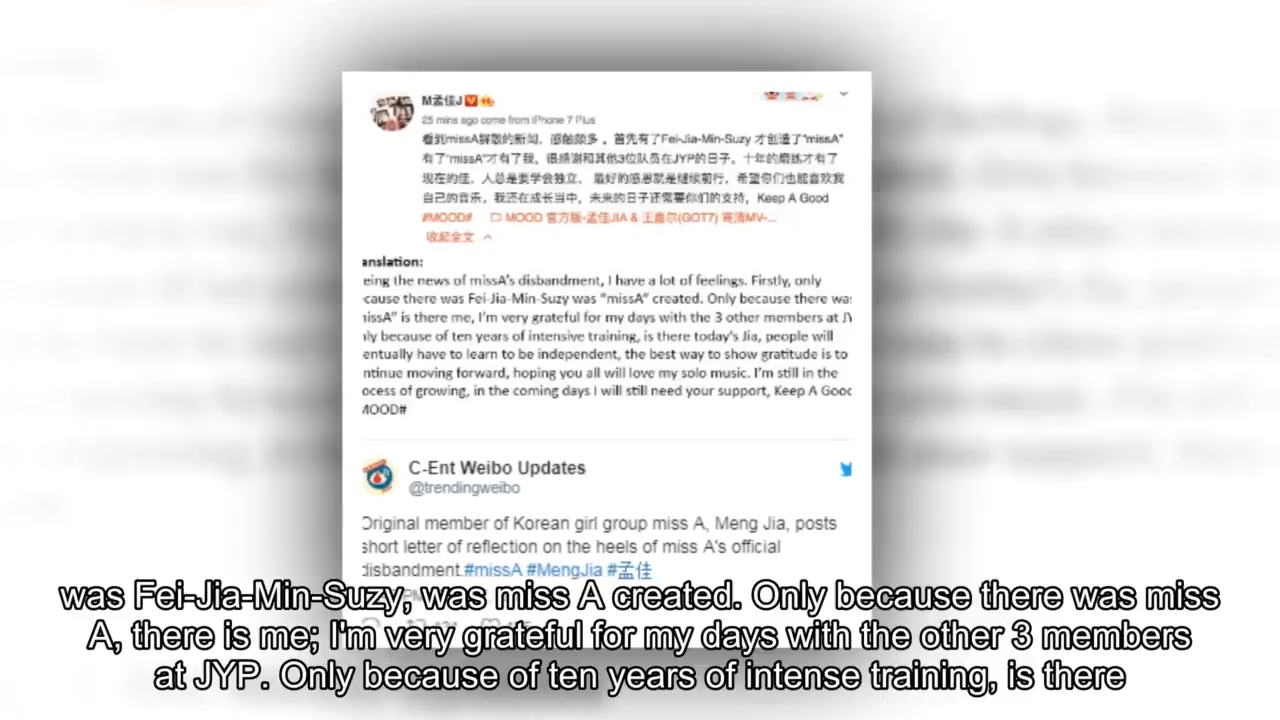 M孟佳J
25 mins ago come from iPhone 7 Plus
看到missA解散的新闻，感触颇多 。首先有了Fei-Jia-Min-Suzy 才创造了"missA"
有了"missA"才有了我，很感谢和其他3位队员在JYP的日子，十年的磨练才有了
现在的佳，人总是要学会独立， 最好的感恩就是继续前行，希望你们也能喜欢我
自己的音乐，我还在成长当中，未来的日子还需要你们的支持，Keep A Good
#MOOD# MOOD 官方版-孟佳JIA & 王嘉尔(GOT7) 高清MV-...
收起全文
anslation:
eing the news of missA's disbandment, I have a lot of feelings. Firstly, only
cause there was Fei-Jia-Min-Suzy was "missA" created. Only because there was
issA" is there me, I'm very grateful for my days with the 3 other members at JY
ly because of ten years of intensive training, is there today's Jia, people will
entually have to learn to be independent, the best way to show gratitude is to
ntinue moving forward, hoping you all will love my solo music. I'm still in the
ocess of growing, in the coming days I will still need your support, Keep A Good
MOOD#
C-Ent Weibo Updates
@trendingweibo
Original member of Korean girl group miss A, Meng Jia, posts
short letter of reflection on the heels of miss A's official
disbandment.#missA #MengJia #孟佳
was Fei-Jia-Min-Suzy, was miss A created. Only because there was miss
A, there is me; I'm very grateful for my days with the other 3 members
at JYP. Only because of ten years of intense training, is there